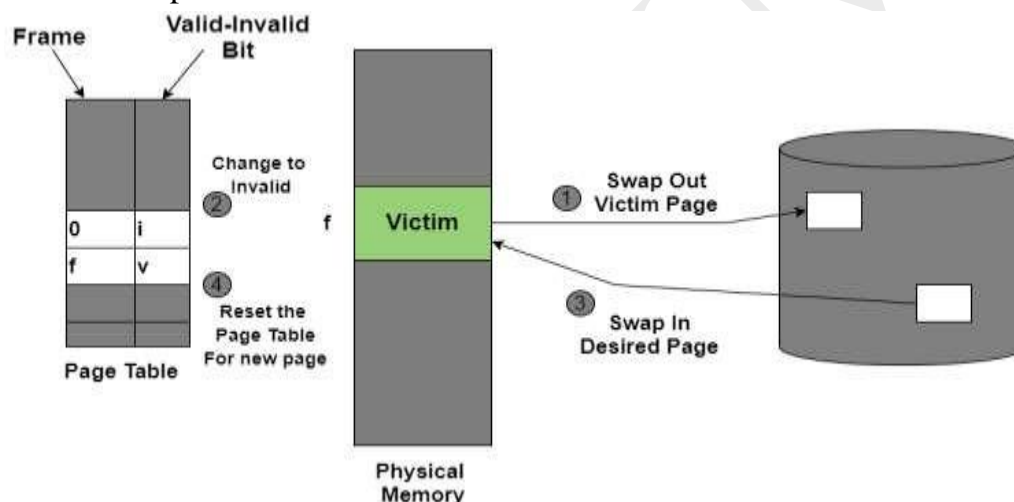 Frame
Valid-Invalid
Bit
Change to
Invalid
2
0 i
f v
4
Reset the
Page Table
For new page
Page Table
f
Victim
Physical
Memory
1
Swap Out
Victim Page
3
Swap In
Desired Page